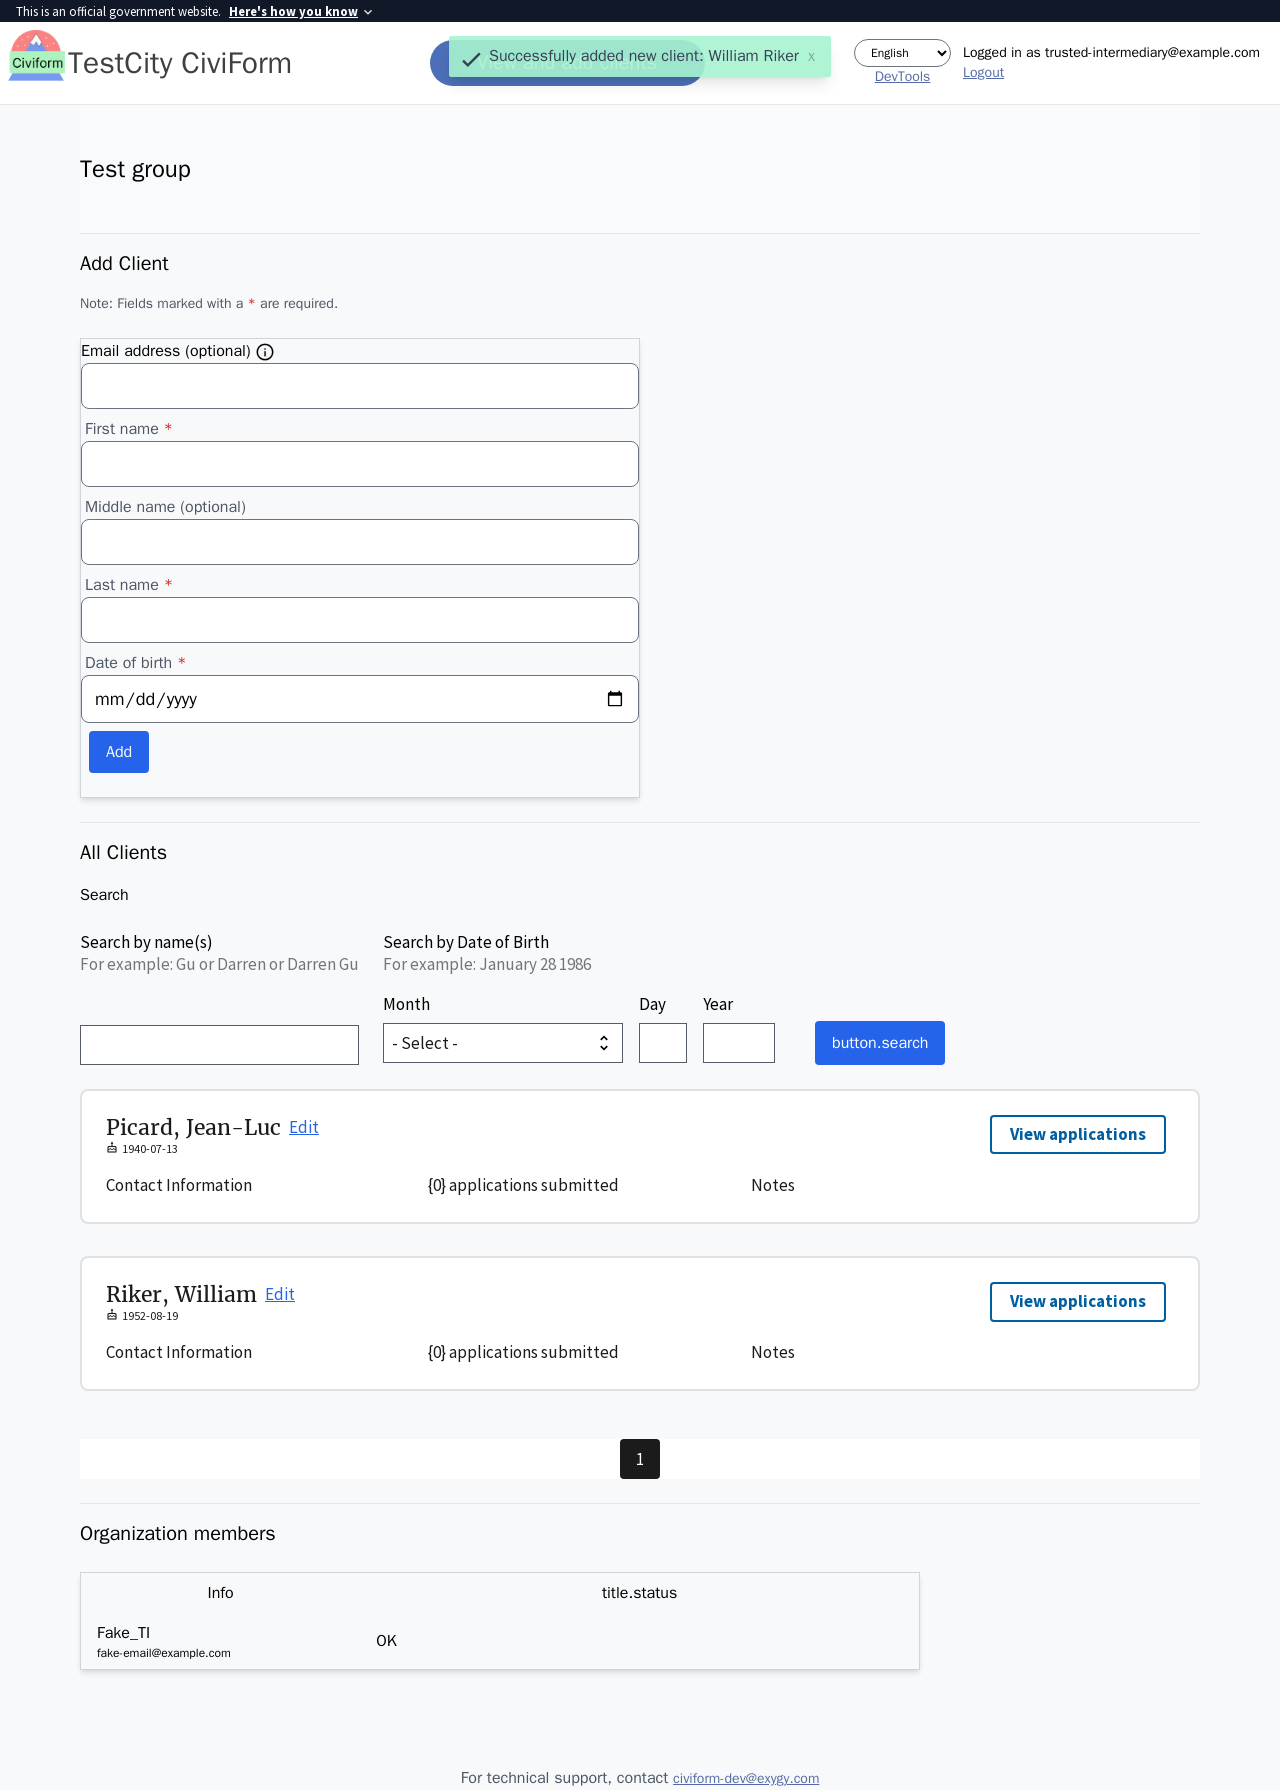 This is an official government website. Here's how you know
Civiform
TestCity CiviForm
Successfully added new client: William Riker x
English
DevTools
Logged in as trusted-intermediary@example.com
Logout
Test group
Add Client
Note: Fields marked with a * are required.
Email address (optional)
First name *
Middle name (optional)
Last name *
Date of birth *
mm/dd/yyyy
Add
All Clients
Search
Search by name(s)
For example: Gu or Darren or Darren Gu
Search by Date of Birth
For example: January 28 1986
Month Day Year
- Select -
button.search
Picard, Jean-Luc Edit
1940-07-13
View applications
Contact Information {0} applications submitted Notes
Riker, William Edit
1952-08-19
View applications
Contact Information {0} applications submitted Notes
1
Organization members
Info title.status
Fake_TI
fake-email@example.com
OK
For technical support, contact civiform-dev@exygy.com